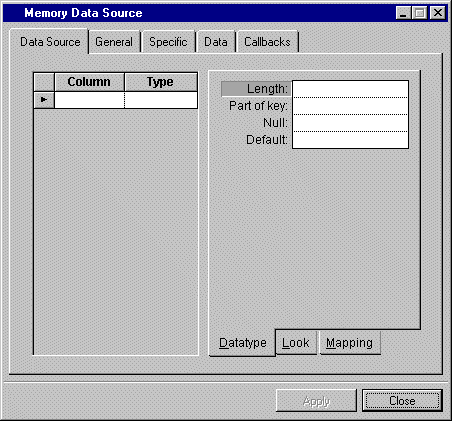 Memory Data Source
Data Source General Specific Data Callbacks
Column Type
Length:
Part of key:
Null:
Default:
Datatype Look Mapping
Apply Close